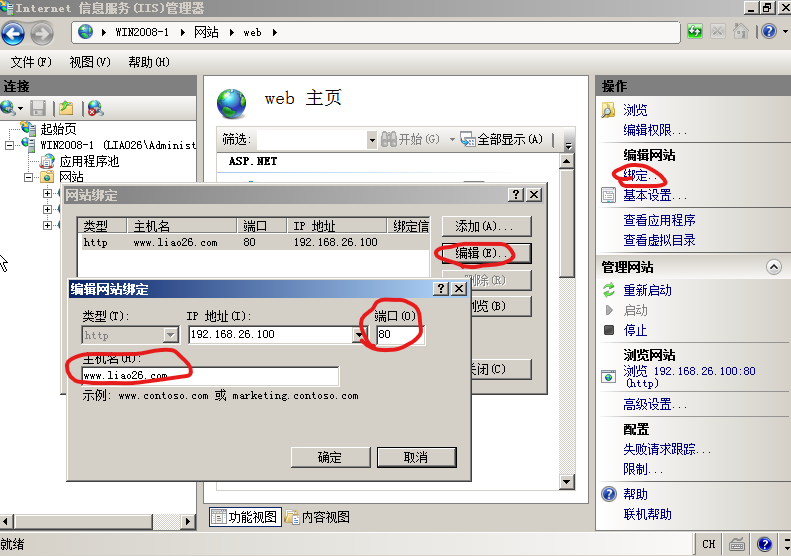 Internet 信息服务(IIS)管理器
WIN2008-1 网站 web
文件(F) 视图(V) 帮助(H)
连接
起始页
WIN2008-1 (LIAO26\Administ
应用程序池
网站
web 主页
筛选: 开始(G) 全部显示(A)
ASP.NET
网站绑定
类型 主机名 端口 IP 地址 绑定信
http www.liao26.com 80 192.168.26.100
添加(A)...
编辑(E)...
删除(R)
浏览(B)
关闭(C)
编辑网站绑定
类型(T): IP 地址(I): 端口(O)
http 192.168.26.100 80
主机名(H):
www.liao26.com
示例: www.contoso.com 或 marketing.contoso.com
确定 取消
功能视图 内容视图
操作
浏览
编辑权限...
编辑网站
绑定...
基本设置...
查看应用程序
查看虚拟目录
管理网站
重新启动
启动
停止
浏览网站
浏览 192.168.26.100:80
(http)
高级设置...
配置
失败请求跟踪...
限制...
帮助
联机帮助
就绪
CH